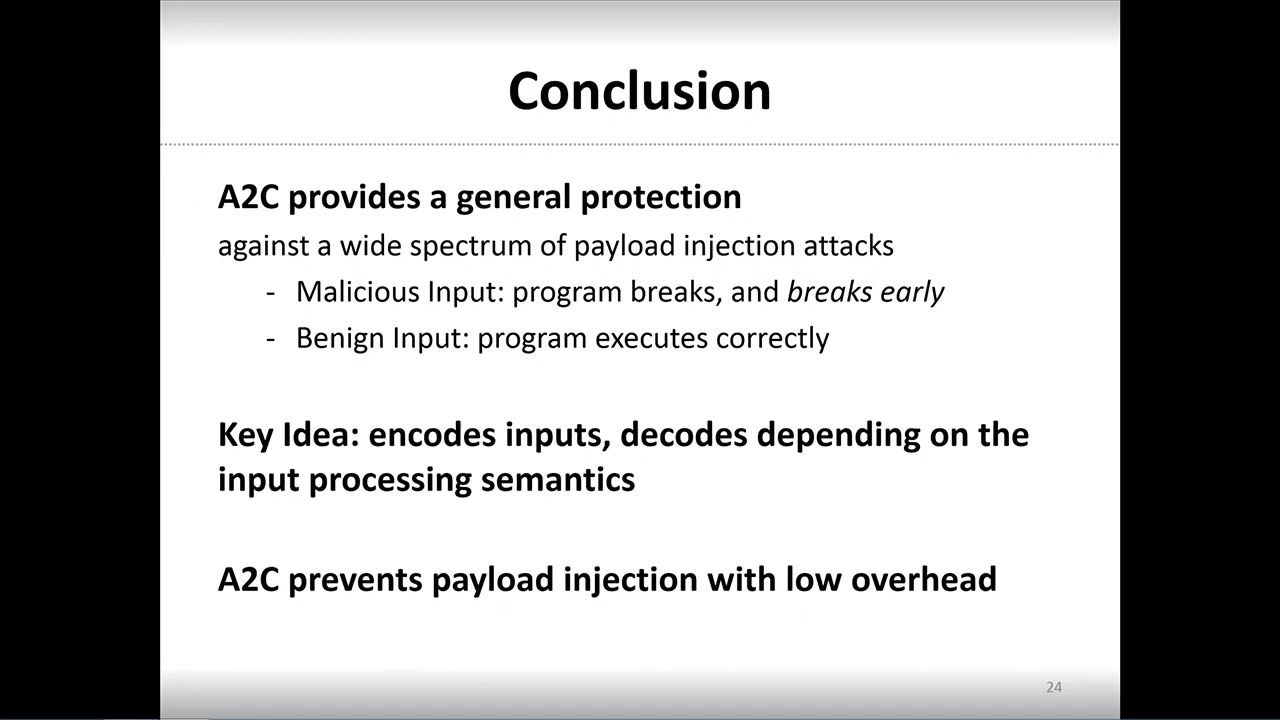 Conclusion
A2C provides a general protection
against a wide spectrum of payload injection attacks
- Malicious Input: program breaks, and breaks early
- Benign Input: program executes correctly
Key Idea: encodes inputs, decodes depending on the
input processing semantics
A2C prevents payload injection with low overhead
24